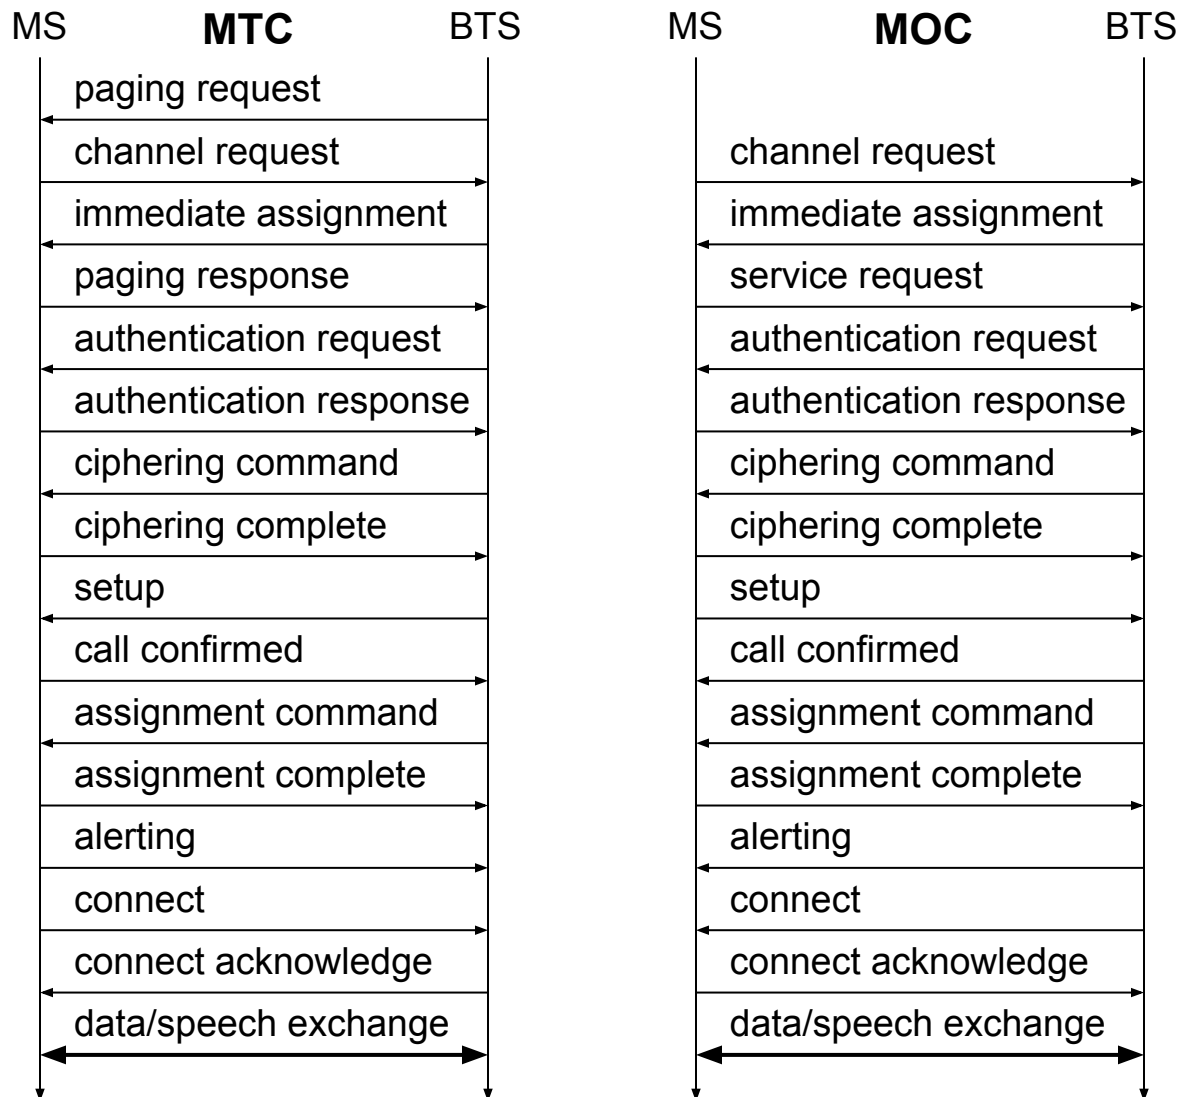 MS MTC BTS MS MOC BTS
paging request
channel request channel request
immediate assignment immediate assignment
paging response service request
authentication request authentication request
authentication response authentication response
ciphering command ciphering command
ciphering complete ciphering complete
setup setup
call confirmed call confirmed
assignment command assignment command
assignment complete assignment complete
alerting alerting
connect connect
connect acknowledge connect acknowledge
data/speech exchange data/speech exchange